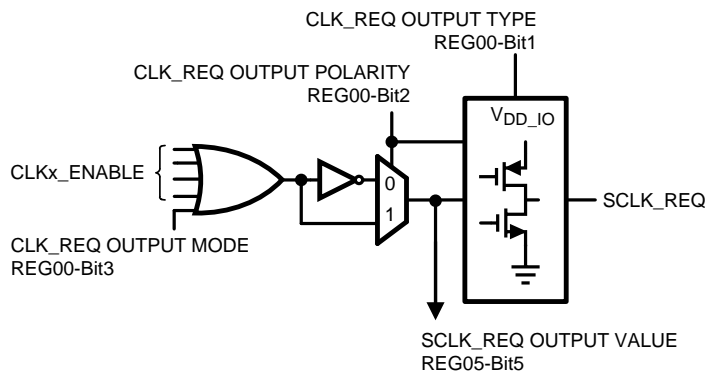 CLK_REQ OUTPUT TYPE
REG00-Bit1
CLK_REQ OUTPUT POLARITY
REG00-Bit2
VDD_IO
CLKx_ENABLE
0
1
SCLK_REQ
CLK_REQ OUTPUT MODE
REG00-Bit3
SCLK_REQ OUTPUT VALUE
REG05-Bit5